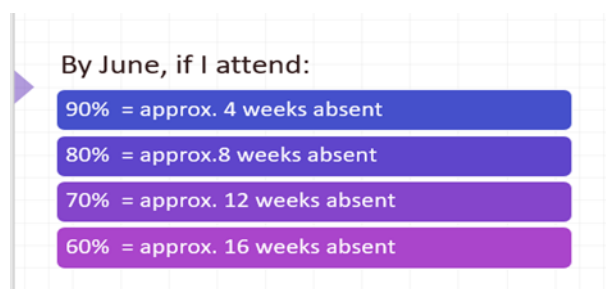 By June, if I attend:
90%  = approx. 4 weeks absent
80%  = approx.8 weeks absent
70%  = approx. 12 weeks absent
60%  = approx. 16 weeks absent